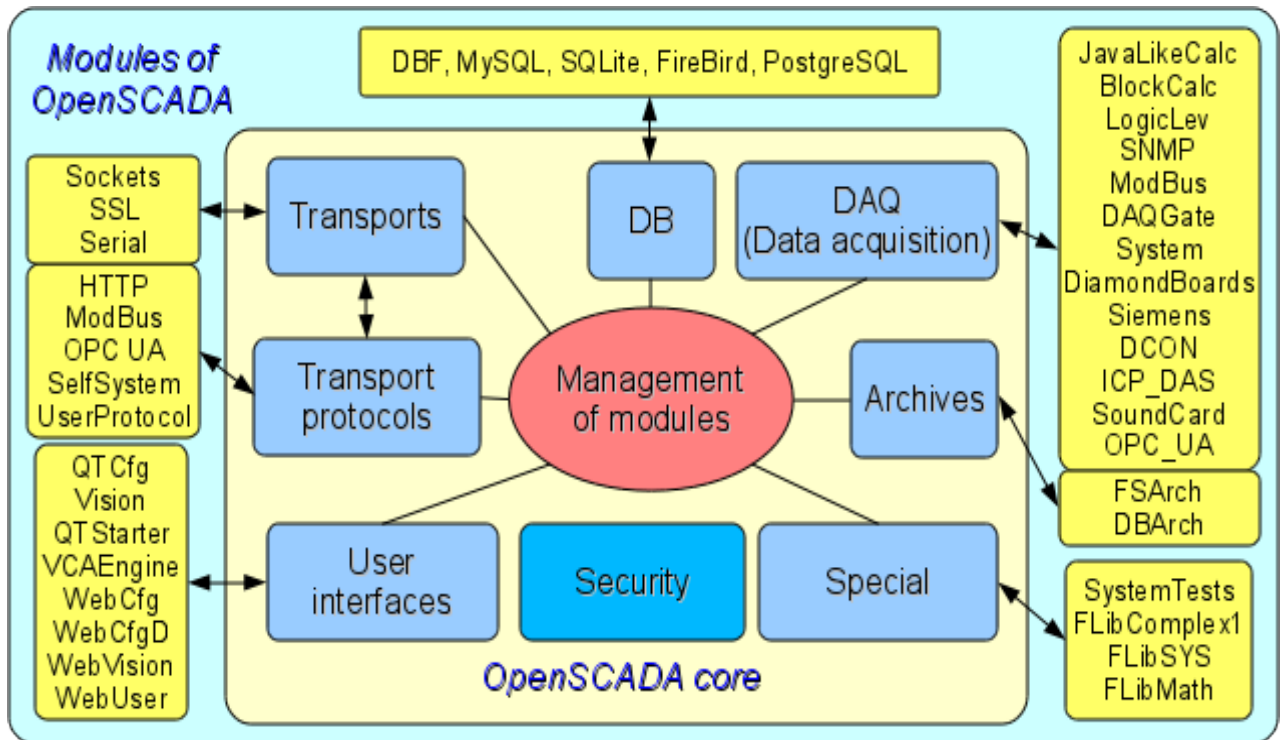 Modules of
OpenSCADA
DBF, MySQL, SQLite, FireBird, PostgreSQL
JavaLikeCalc
BlockCalc
LogicLev
SNMP
ModBus
DAQGate
System
DiamondBoards
Siemens
DCON
ICP_DAS
SoundCard
OPC_UA
Sockets
SSL
Serial
Transports
DB
DAQ
(Data acquisition)
HTTP
ModBus
OPC UA
SelfSystem
UserProtocol
Transport
protocols
Management
of modules
Archives
FSArch
DBArch
QTCfg
Vision
QTStarter
VCAEngine
WebCfg
WebCfgD
WebVision
WebUser
User
interfaces
Security
Special
SystemTests
FLibComplex1
FLibSYS
FLibMath
OpenSCADA core